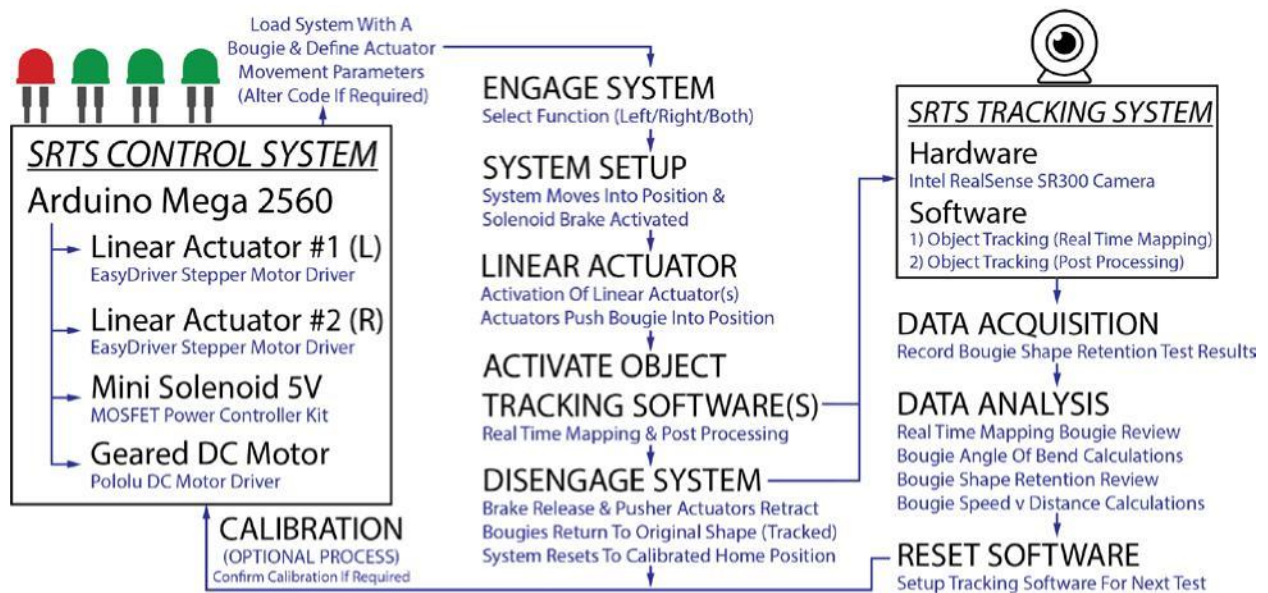 Load System With A
Bougie & Define Actuator
Movement Parameters
(Alter Code If Required)
SRTS CONTROL SYSTEM
Arduino Mega 2560
Linear Actuator #1 (L)
EasyDriver Stepper Motor Driver
Linear Actuator #2 (R)
EasyDriver Stepper Motor Driver
Mini Solenoid 5V
MOSFET Power Controller Kit
Geared DC Motor
Pololu DC Motor Driver
CALIBRATION
(OPTIONAL PROCESS)
Confirm Calibration If Required
ENGAGE SYSTEM
Select Function (Left/Right/Both)
SYSTEM SETUP
System Moves Into Position &
Solenoid Brake Activated
LINEAR ACTUATOR
Activation Of Linear Actuator(s)
Actuators Push Bougie Into Position
ACTIVATE OBJECT
TRACKING SOFTWARE(S)
Real Time Mapping & Post Processing
DISENGAGE SYSTEM
Brake Release & Pusher Actuators Retract
Bougies Return To Original Shape (Tracked)
System Resets To Calibrated Home Position
SRTS TRACKING SYSTEM
Hardware
Intel RealSense SR300 Camera
Software
1) Object Tracking (Real Time Mapping)
2) Object Tracking (Post Processing)
DATA ACQUISITION
Record Bougie Shape Retention Test Results
DATA ANALYSIS
Real Time Mapping Bougie Review
Bougie Angle Of Bend Calculations
Bougie Shape Retention Review
Bougie Speed v Distance Calculations
RESET SOFTWARE
Setup Tracking Software For Next Test